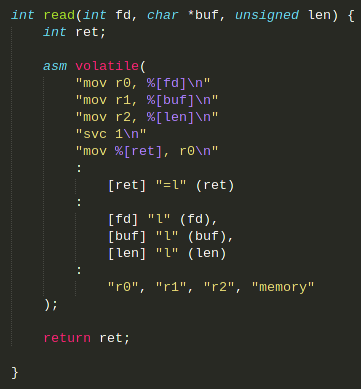 int read(int fd, char *buf, unsigned len) {
    int ret;

    asm volatile(
        "mov r0, %[fd]\n"
        "mov r1, %[buf]\n"
        "mov r2, %[len]\n"
        "svc 1\n"
        "mov %[ret], r0\n"
        :
            [ret] "=l" (ret)
        :
            [fd] "l" (fd),
            [buf] "l" (buf),
            [len] "l" (len)
        :
            "r0", "r1", "r2", "memory"
    );

    return ret;

}